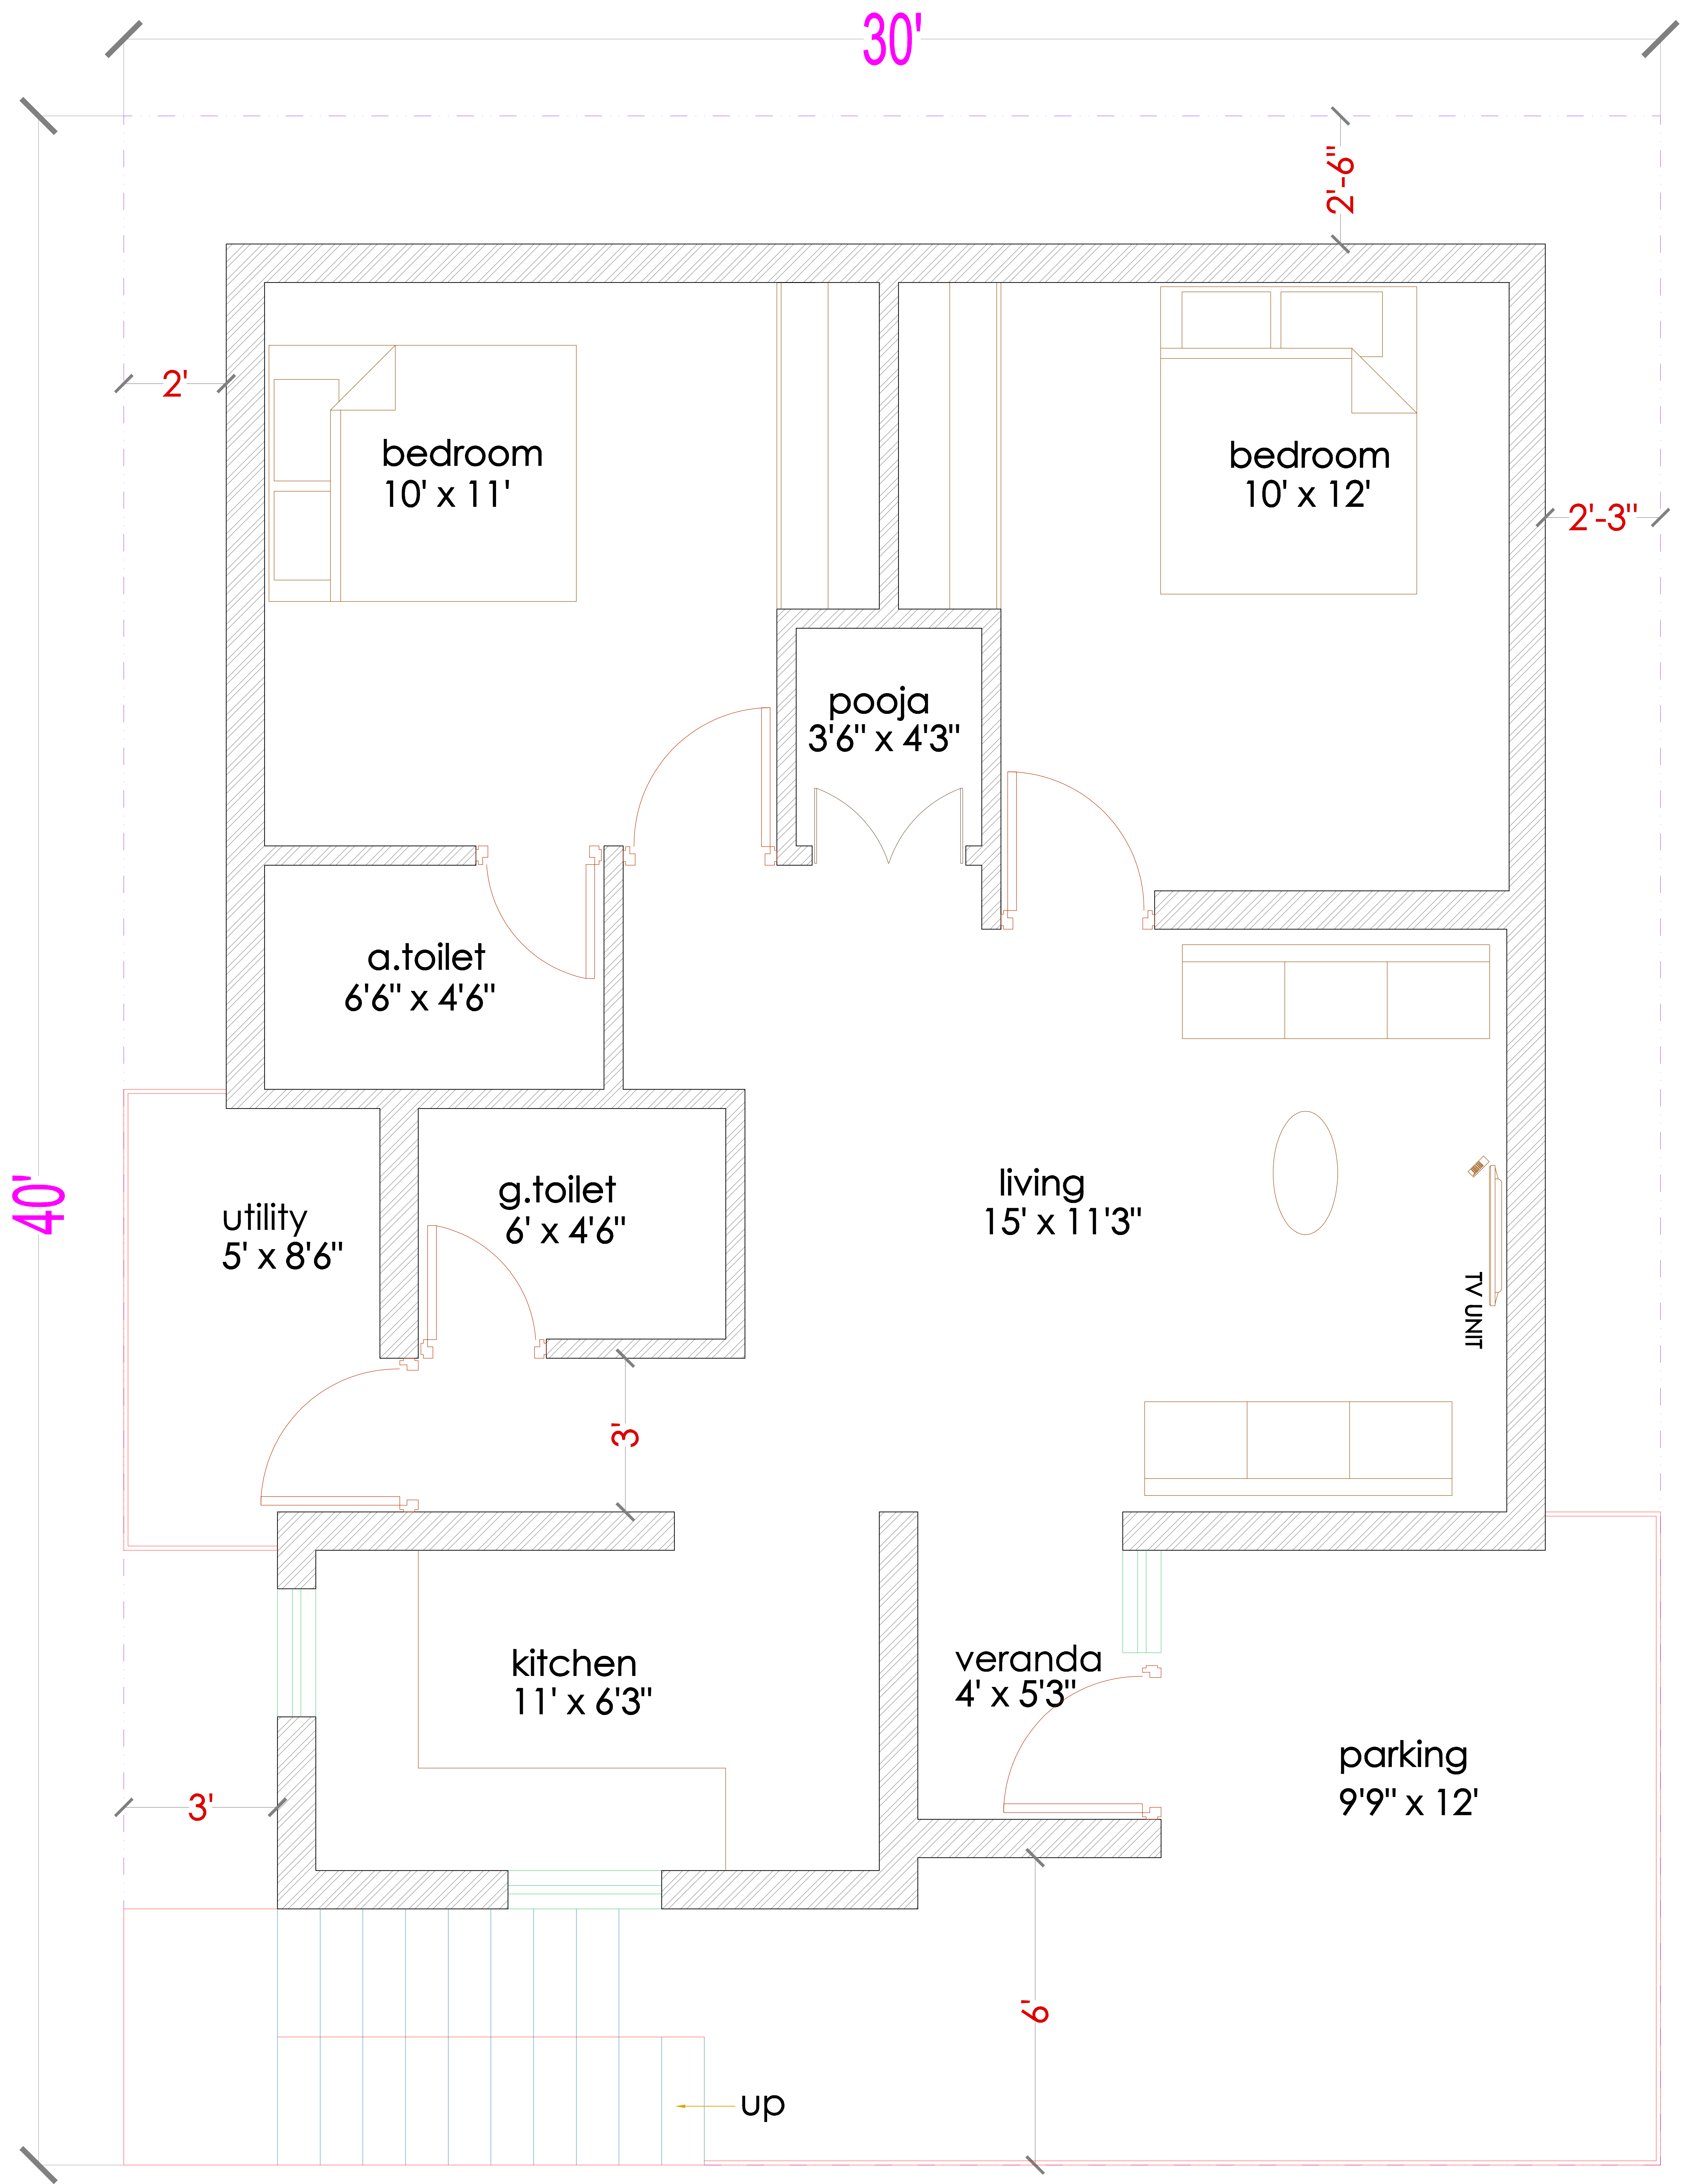 30'
2'-6"
2'
bedroom
10' x 11'
bedroom
10' x 12'
2'-3"
pooja
3'6" x 4'3"
a.toilet
6'6" x 4'6"
40'
utility
5' x 8'6"
g.toilet
6' x 4'6"
living
15' x 11'3"
TV UNIT
3'
kitchen
11' x 6'3"
veranda
4' x 5'3"
parking
9'9" x 12'
3'
6'
up